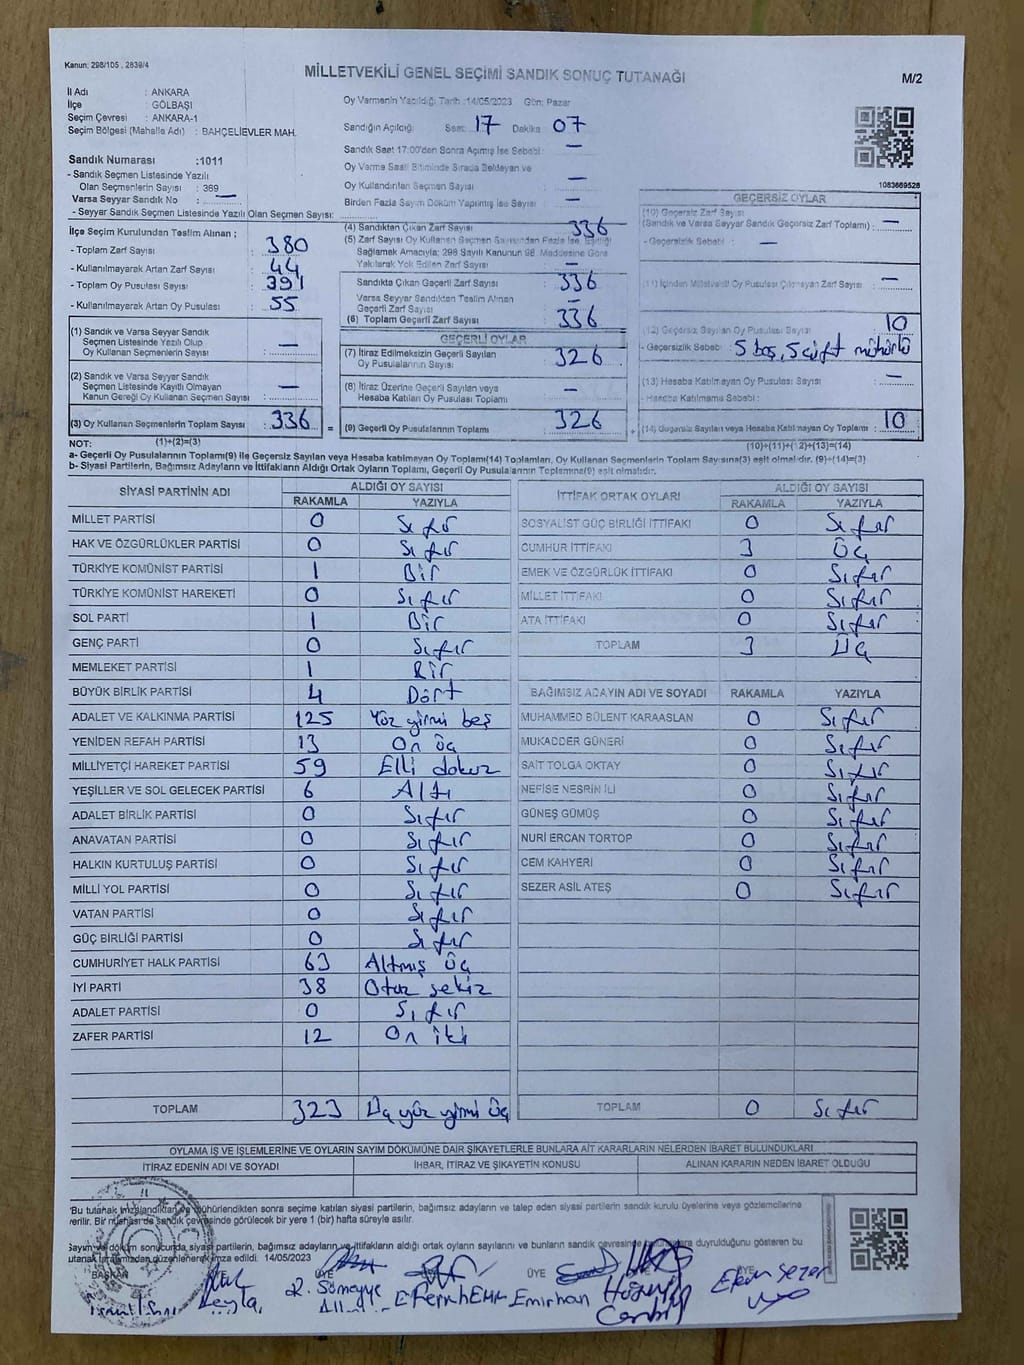 Kanun: 298/105 , 2839/4
MİLLETVEKİLİ GENEL SEÇİMİ SANDIK SONUÇ TUTANAĞI
M/2
İl Adı : ANKARA
İlçe : GÖLBAŞI
Seçim Çevresi : ANKARA-1
Seçim Bölgesi (Mahalle Adı) : BAHÇELİEVLER MAH.
Oy Vermenin Yapıldığı Tarih :14/05/2023 Gün: Pazar
Sandığın Açıldığı Saat 17 Dakika 07
Sandık Saat 17:00'den Sonra Açılmış İse Sebebi : —
Oy Verme Saati Bitiminde Sırada Bekleyen ve
Oy Kullandırılan Seçmen Sayısı —
Birden Fazla Sayım Döküm Yapılmış İse Sayısı : —
1083669528
Sandık Numarası :1011
- Sandık Seçmen Listesinde Yazılı
Olan Seçmenlerin Sayısı : 369
Varsa Seyyar Sandık No : —
- Seyyar Sandık Seçmen Listesinde Yazılı Olan Seçmen Sayısı:
İlçe Seçim Kurulundan Teslim Alınan ;
- Toplam Zarf Sayısı : 380
- Kullanılmayarak Artan Zarf Sayısı : 44
- Toplam Oy Pusulası Sayısı : 391
- Kullanılmayarak Artan Oy Pusulası : 55
(1) Sandık ve Varsa Seyyar Sandık
Seçmen Listesinde Yazılı Olup
Oy Kullanan Seçmenlerin Sayısı : —
(2) Sandık ve Varsa Seyyar Sandık
Seçmen Listesinde Kayıtlı Olmayan
Kanun Gereği Oy Kullanan Seçmen Sayısı : —
(3) Oy Kullanan Seçmenlerin Toplam Sayısı : 336
(4) Sandıktan Çıkan Zarf Sayısı 336
(5) Zarf Sayısı Oy Kullanan Seçmen Sayısından Fazla İse, Eşitliği
Sağlamak Amacıyla; 298 Sayılı Kanunun 98 Maddesine Göre
Yakılarak Yok Edilen Zarf Sayısı —
Sandıkta Çıkan Geçerli Zarf Sayısı : 336
Varsa Seyyar Sandıktan Teslim Alınan
Geçerli Zarf Sayısı : —
(6) Toplam Geçerli Zarf Sayısı : 336
GEÇERLİ OYLAR
(7) İtiraz Edilmeksizin Geçerli Sayılan
Oy Pusulasının Sayısı : 326
(8) İtiraz Üzerine Geçerli Sayılan veya
Hesaba Katılan Oy Pusulası Toplamı : —
= (9) Geçerli Oy Pusulalarının Toplamı : 326
GEÇERSİZ OYLAR
(10) Geçersiz Zarf Sayısı
(Sandık ve Varsa Seyyar Sandık Geçersiz Zarf Toplamı) : —
- Geçersizlik Sebebi : —
(11) İçinden Milletvekili Oy Pusulası Çıkmayan Zarf Sayısı : —
(12) Geçersiz Sayılan Oy Pusulası Sayısı : 10
- Geçersizlik Sebebi : 5 boş, 5 çift mühürlü
(13) Hesaba Katılmayan Oy Pusulası Sayısı : —
- Hesaba Katılmama Sebebi :
+ (14) Geçersiz Sayılan veya Hesaba Katılmayan Oy Pusulası Toplamı : 10
NOT: (1)+(2)=(3)
(10)+(11)+(12)+(13)=(14)
a- Geçerli Oy Pusulalarının Toplamı(9) ile Geçersiz Sayılan veya Hesaba Katılmayan Oy Pusulası Toplamı(14) Toplamları, Oy Kullanan Seçmenlerin Toplam Sayısına(3) eşit olmalıdır. (9)+(14)=(3)
b- Siyasi Partilerin, Bağımsız Adayların ve İttifakların Aldığı Ortak Oyların Toplamı, Geçerli Oy Pusulalarının Toplamına(9) eşit olmalıdır.
SİYASİ PARTİNİN ADI ALDIĞI OY SAYISI
RAKAMLA YAZIYLA
MİLLET PARTİSİ 0 Sıfır
HAK VE ÖZGÜRLÜKLER PARTİSİ 0 Sıfır
TÜRKİYE KOMÜNİST PARTİSİ 1 Bir
TÜRKİYE KOMÜNİST HAREKETİ 0 Sıfır
SOL PARTİ 1 Bir
GENÇ PARTİ 0 Sıfır
MEMLEKET PARTİSİ 1 Bir
BÜYÜK BİRLİK PARTİSİ 4 Dört
ADALET VE KALKINMA PARTİSİ 125 Yüz yirmi beş
YENİDEN REFAH PARTİSİ 13 On üç
MİLLİYETÇİ HAREKET PARTİSİ 59 Elli dokuz
YEŞİLLER VE SOL GELECEK PARTİSİ 6 Altı
ADALET BİRLİK PARTİSİ 0 Sıfır
ANAVATAN PARTİSİ 0 Sıfır
HALKIN KURTULUŞ PARTİSİ 0 Sıfır
MİLLİ YOL PARTİSİ 0 Sıfır
VATAN PARTİSİ 0 Sıfır
GÜÇ BİRLİĞİ PARTİSİ 0 Sıfır
CUMHURİYET HALK PARTİSİ 63 Altmış üç
İYİ PARTİ 38 Otuz sekiz
ADALET PARTİSİ 0 Sıfır
ZAFER PARTİSİ 12 On iki
TOPLAM 323 Üç yüz yirmi üç
İTTİFAK ORTAK OYLARI ALDIĞI OY SAYISI
RAKAMLA YAZIYLA
SOSYALİST GÜÇ BİRLİĞİ İTTİFAKI 0 Sıfır
CUMHUR İTTİFAKI 3 Üç
EMEK VE ÖZGÜRLÜK İTTİFAKI 0 Sıfır
MİLLET İTTİFAKI 0 Sıfır
ATA İTTİFAKI 0 Sıfır
TOPLAM 3 Üç
BAĞIMSIZ ADAYIN ADI VE SOYADI RAKAMLA YAZIYLA
MUHAMMED BÜLENT KARAASLAN 0 Sıfır
MUKADDER GÜNERİ 0 Sıfır
SAİT TOLGA OKTAY 0 Sıfır
NEFİSE NESRİN İLİ 0 Sıfır
GÜNEŞ GÜMÜŞ 0 Sıfır
NURİ ERCAN TORTOP 0 Sıfır
CEM KAHYERİ 0 Sıfır
SEZER ASİL ATEŞ 0 Sıfır
TOPLAM 0 Sıfır
OYLAMA İŞ VE İŞLEMLERİNE VE OYLARIN SAYIM DÖKÜMÜNE DAİR ŞİKAYETLERLE BUNLARA AİT KARARLARIN NELERDEN İBARET BULUNDUKLARI
İTİRAZ EDENİN ADI VE SOYADI İHBAR, İTİRAZ VE ŞİKAYETİN KONUSU ALINAN KARARIN NEDEN İBARET OLDUĞU
Bu tutanak imzalandıktan ve mühürlendikten sonra seçime katılan siyasi partilerin, bağımsız adayların ve talep eden siyasi partilerin sandık kurulu üyelerine veya gözlemcilerine
verilir. Bir nüshası da sandık çevresinde görülecek bir yere 1 (bir) hafta süreyle asılır.
Sayım ve döküm sonucunda siyasi partilerin, bağımsız adayların ve ittifakların aldığı ortak oyların sayılarını ve bunların sandık çevresinde duyrulduğunu gösteren bu
tutanak tarafımızdan düzenlenerek imza edildi. 14/05/2023
BAŞKAN ÜYE ÜYE ÜYE
Leyla
Sümeyye
Emirhan
Ekin Sezer